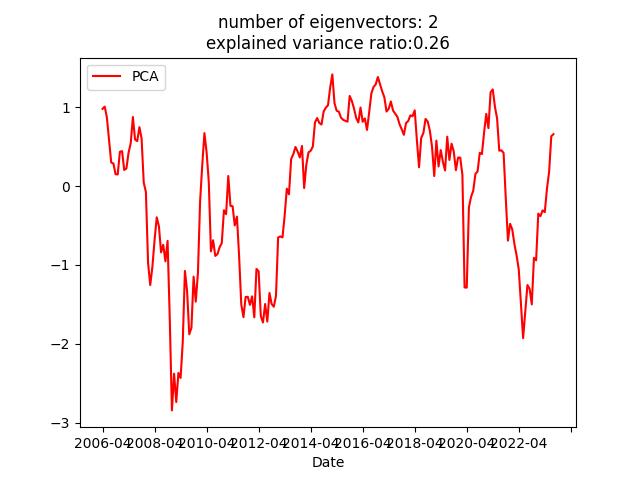 number of eigenvectors: 2
explained variance ratio:0.26
PCA
1
0
−1
−2
−3
2006-04 2008-04 2010-04 2012-04 2014-04 2016-04 2018-04 2020-04 2022-04
Date